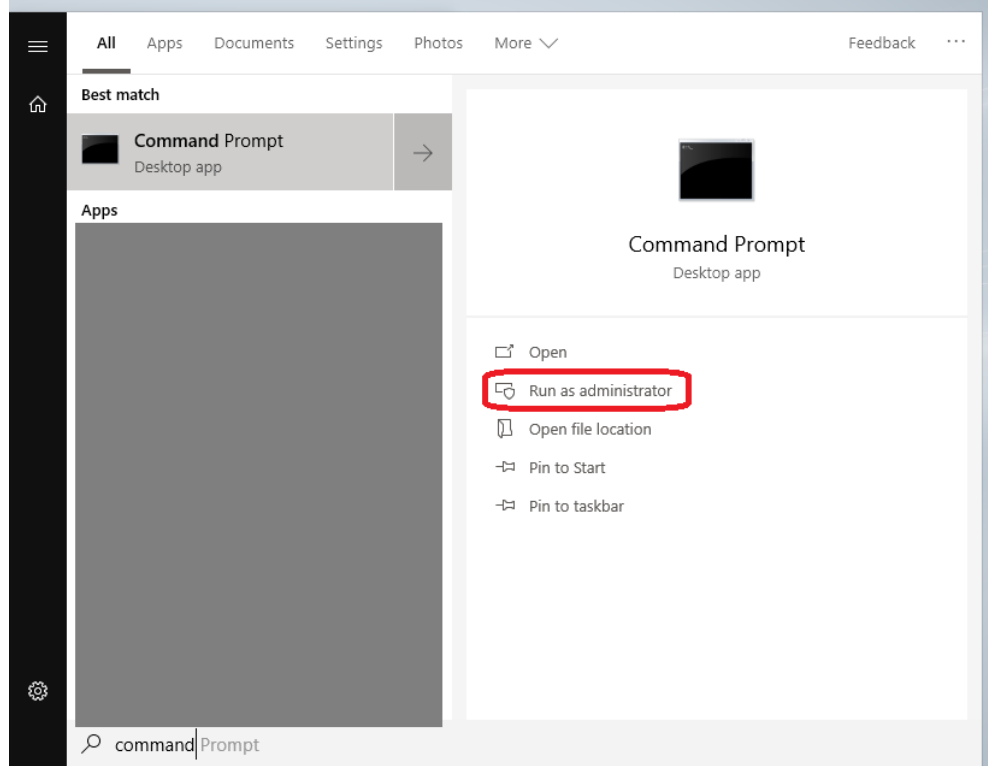 All Apps Documents Settings Photos More Feedback ...
Best match
Command Prompt
Desktop app
Apps
Command Prompt
Desktop app
Open
Run as administrator
Open file location
Pin to Start
Pin to taskbar
command Prompt